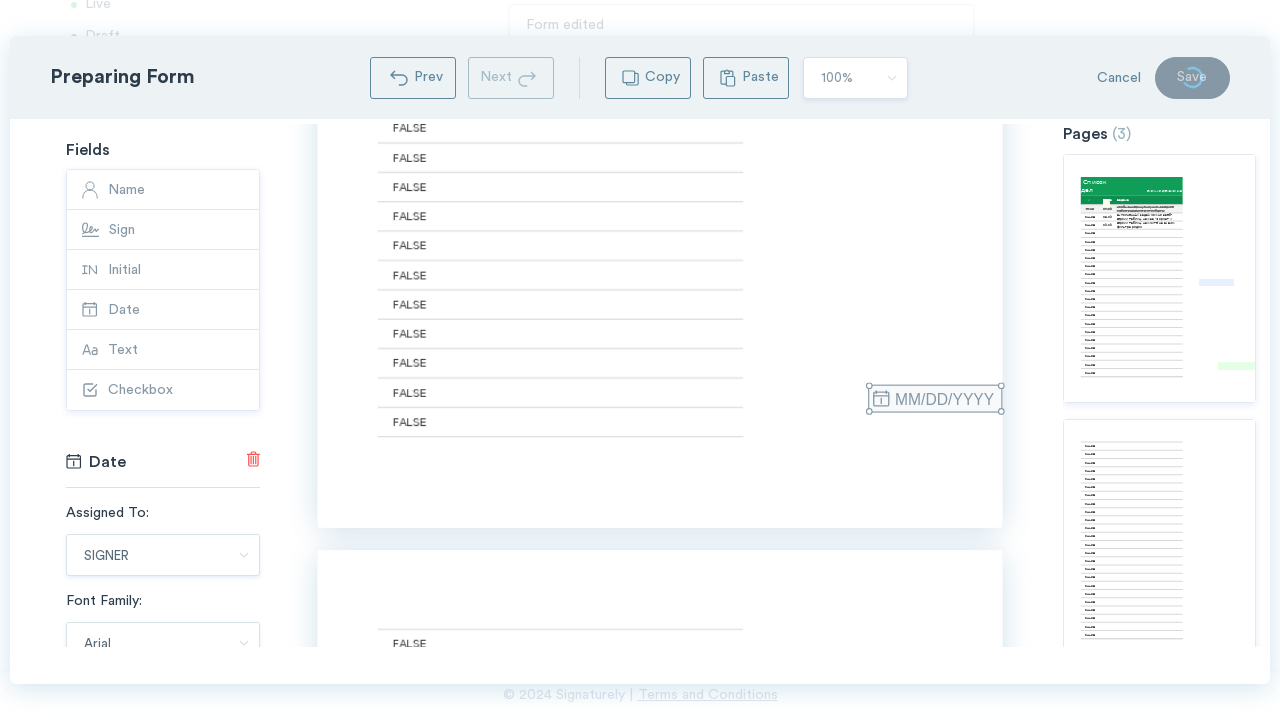 Live
Form edited
Draft
Preparing Form
Prev
Next
Copy
Paste
100%
Cancel
Save
Fields
Name
Sign
Initial
Date
Text
Checkbox
Date
Assigned To:
SIGNER
Font Family:
Arial
FALSE
FALSE
FALSE
FALSE
FALSE
FALSE
FALSE
FALSE
FALSE
FALSE
FALSE
MM/DD/YYYY
FALSE
Pages (3)
Список
дел
© 2024 Signaturely | Terms and Conditions